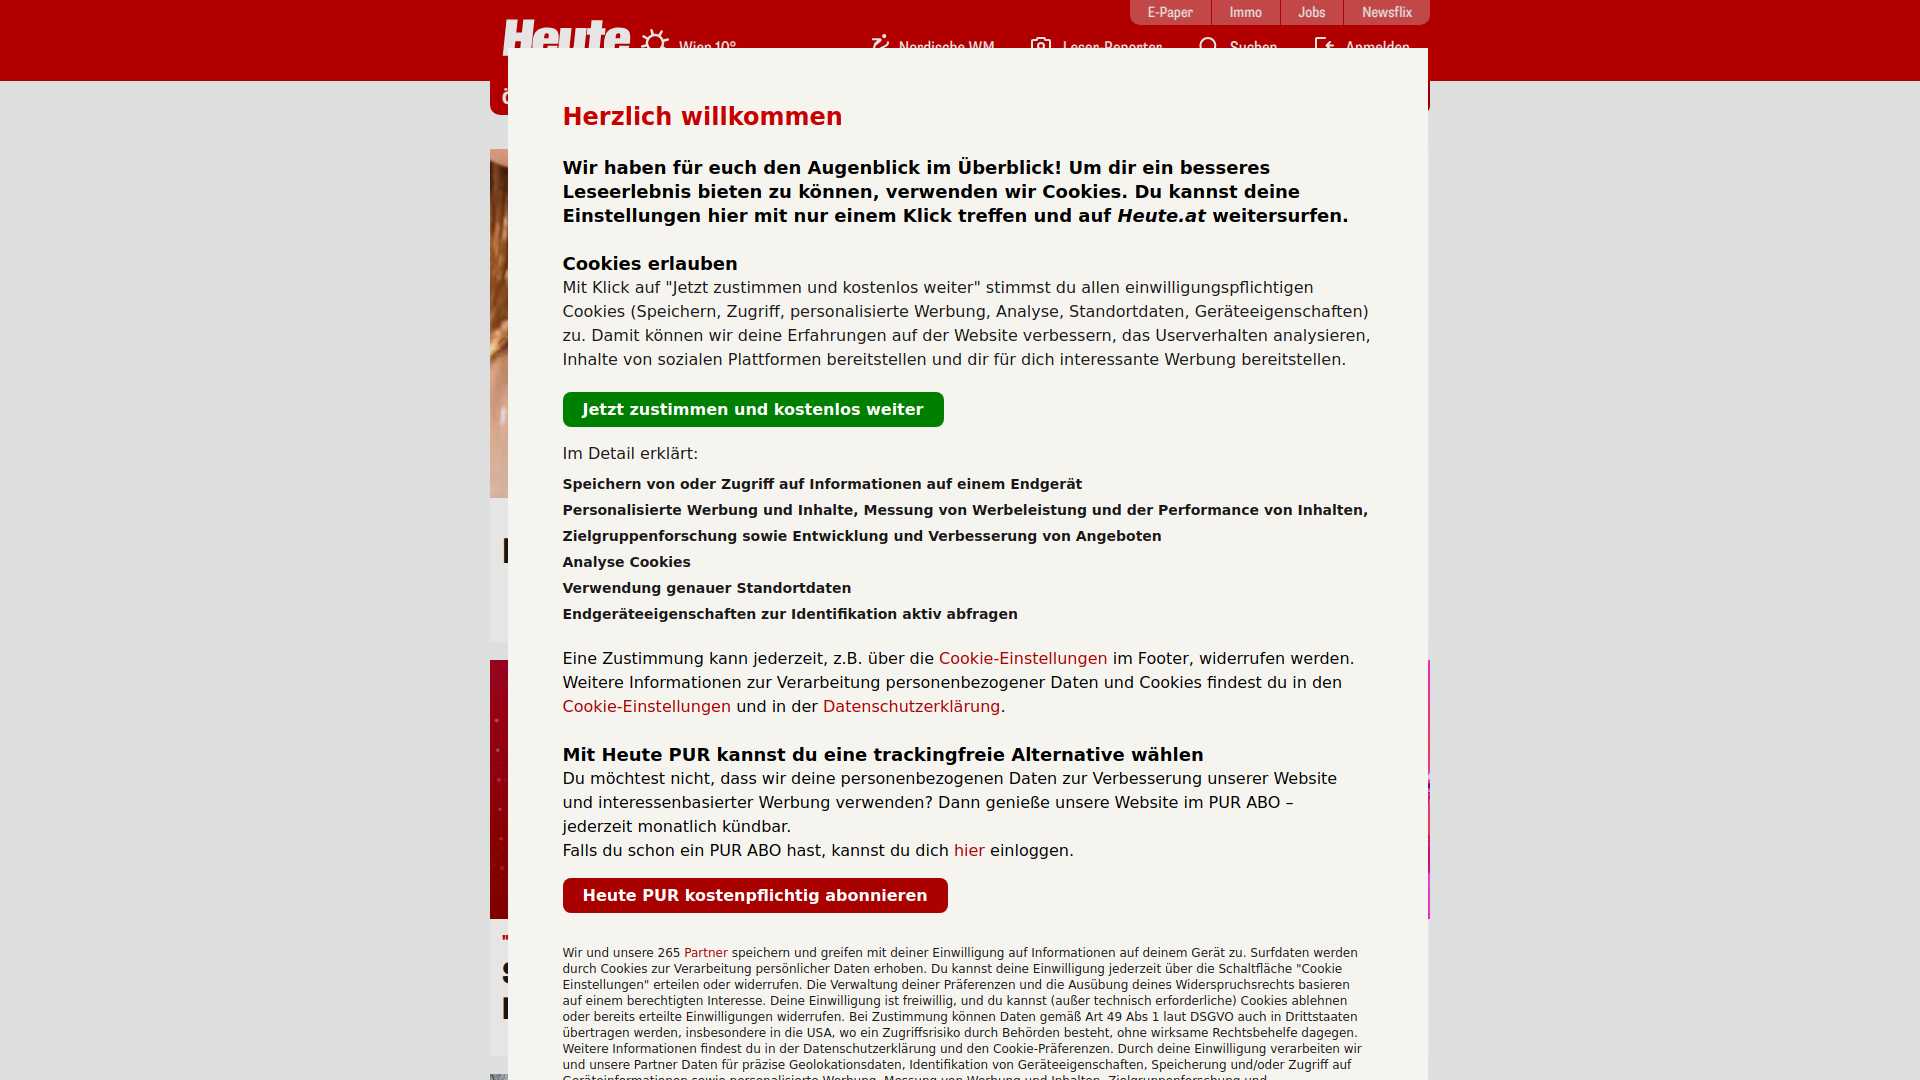 E-Paper
Immo
Jobs
Newsflix
Heute
Wien 10°
Nordische WM
Leser-Reporter
Suchen
Anmelden
Herzlich willkommen
Wir haben für euch den Augenblick im Überblick! Um dir ein besseres
Leseerlebnis bieten zu können, verwenden wir Cookies. Du kannst deine
Einstellungen hier mit nur einem Klick treffen und auf Heute.at weitersurfen.
Cookies erlauben
Mit Klick auf "Jetzt zustimmen und kostenlos weiter" stimmst du allen einwilligungspflichtigen
Cookies (Speichern, Zugriff, personalisierte Werbung, Analyse, Standortdaten, Geräteeigenschaften)
zu. Damit können wir deine Erfahrungen auf der Website verbessern, das Userverhalten analysieren,
Inhalte von sozialen Plattformen bereitstellen und dir für dich interessante Werbung bereitstellen.
Jetzt zustimmen und kostenlos weiter
Im Detail erklärt:
Speichern von oder Zugriff auf Informationen auf einem Endgerät
Personalisierte Werbung und Inhalte, Messung von Werbeleistung und der Performance von Inhalten,
Zielgruppenforschung sowie Entwicklung und Verbesserung von Angeboten
Analyse Cookies
Verwendung genauer Standortdaten
Endgeräteeigenschaften zur Identifikation aktiv abfragen
Eine Zustimmung kann jederzeit, z.B. über die Cookie-Einstellungen im Footer, widerrufen werden.
Weitere Informationen zur Verarbeitung personenbezogener Daten und Cookies findest du in den
Cookie-Einstellungen und in der Datenschutzerklärung.
Mit Heute PUR kannst du eine trackingfreie Alternative wählen
Du möchtest nicht, dass wir deine personenbezogenen Daten zur Verbesserung unserer Website
und interessenbasierter Werbung verwenden? Dann genieße unsere Website im PUR ABO –
jederzeit monatlich kündbar.
Falls du schon ein PUR ABO hast, kannst du dich hier einloggen.
Heute PUR kostenpflichtig abonnieren
Wir und unsere 265 Partner speichern und greifen mit deiner Einwilligung auf Informationen auf deinem Gerät zu. Surfdaten werden
durch Cookies zur Verarbeitung persönlicher Daten erhoben. Du kannst deine Einwilligung jederzeit über die Schaltfläche "Cookie
Einstellungen" erteilen oder widerrufen. Die Verwaltung deiner Präferenzen und die Ausübung deines Widerspruchsrechts basieren
auf einem berechtigten Interesse. Deine Einwilligung ist freiwillig, und du kannst (außer technisch erforderliche) Cookies ablehnen
oder bereits erteilte Einwilligungen widerrufen. Bei Zustimmung können Daten gemäß Art 49 Abs 1 laut DSGVO auch in Drittstaaten
übertragen werden, insbesondere in die USA, wo ein Zugriffsrisiko durch Behörden besteht, ohne wirksame Rechtsbehelfe dagegen.
Weitere Informationen findest du in der Datenschutzerklärung und den Cookie-Präferenzen. Durch deine Einwilligung verarbeiten wir
und unsere Partner Daten für präzise Geolokationsdaten, Identifikation von Geräteeigenschaften, Speicherung und/oder Zugriff auf
Geräteinformationen sowie personalisierte Werbung, Messung von Werbung und Inhalten, Zielgruppenforschung und